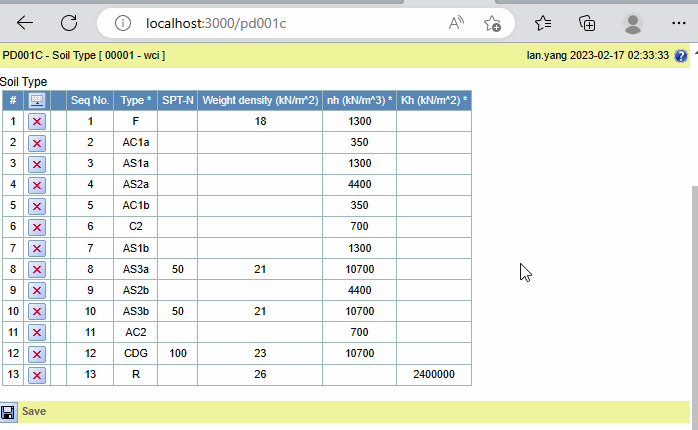 localhost:3000/pd001c
PD001C - Soil Type [ 00001 - wci ] lan.yang 2023-02-17 02:33:33 ?
Soil Type
# Seq No. Type * SPT-N Weight density (kN/m^2) nh (kN/m^3) * Kh (kN/m^2) *
1 1 F 18 1300
2 2 AC1a 350
3 3 AS1a 1300
4 4 AS2a 4400
5 5 AC1b 350
6 6 C2 700
7 7 AS1b 1300
8 8 AS3a 50 21 10700
9 9 AS2b 4400
10 10 AS3b 50 21 10700
11 11 AC2 700
12 12 CDG 100 23 10700
13 13 R 26 2400000
Save